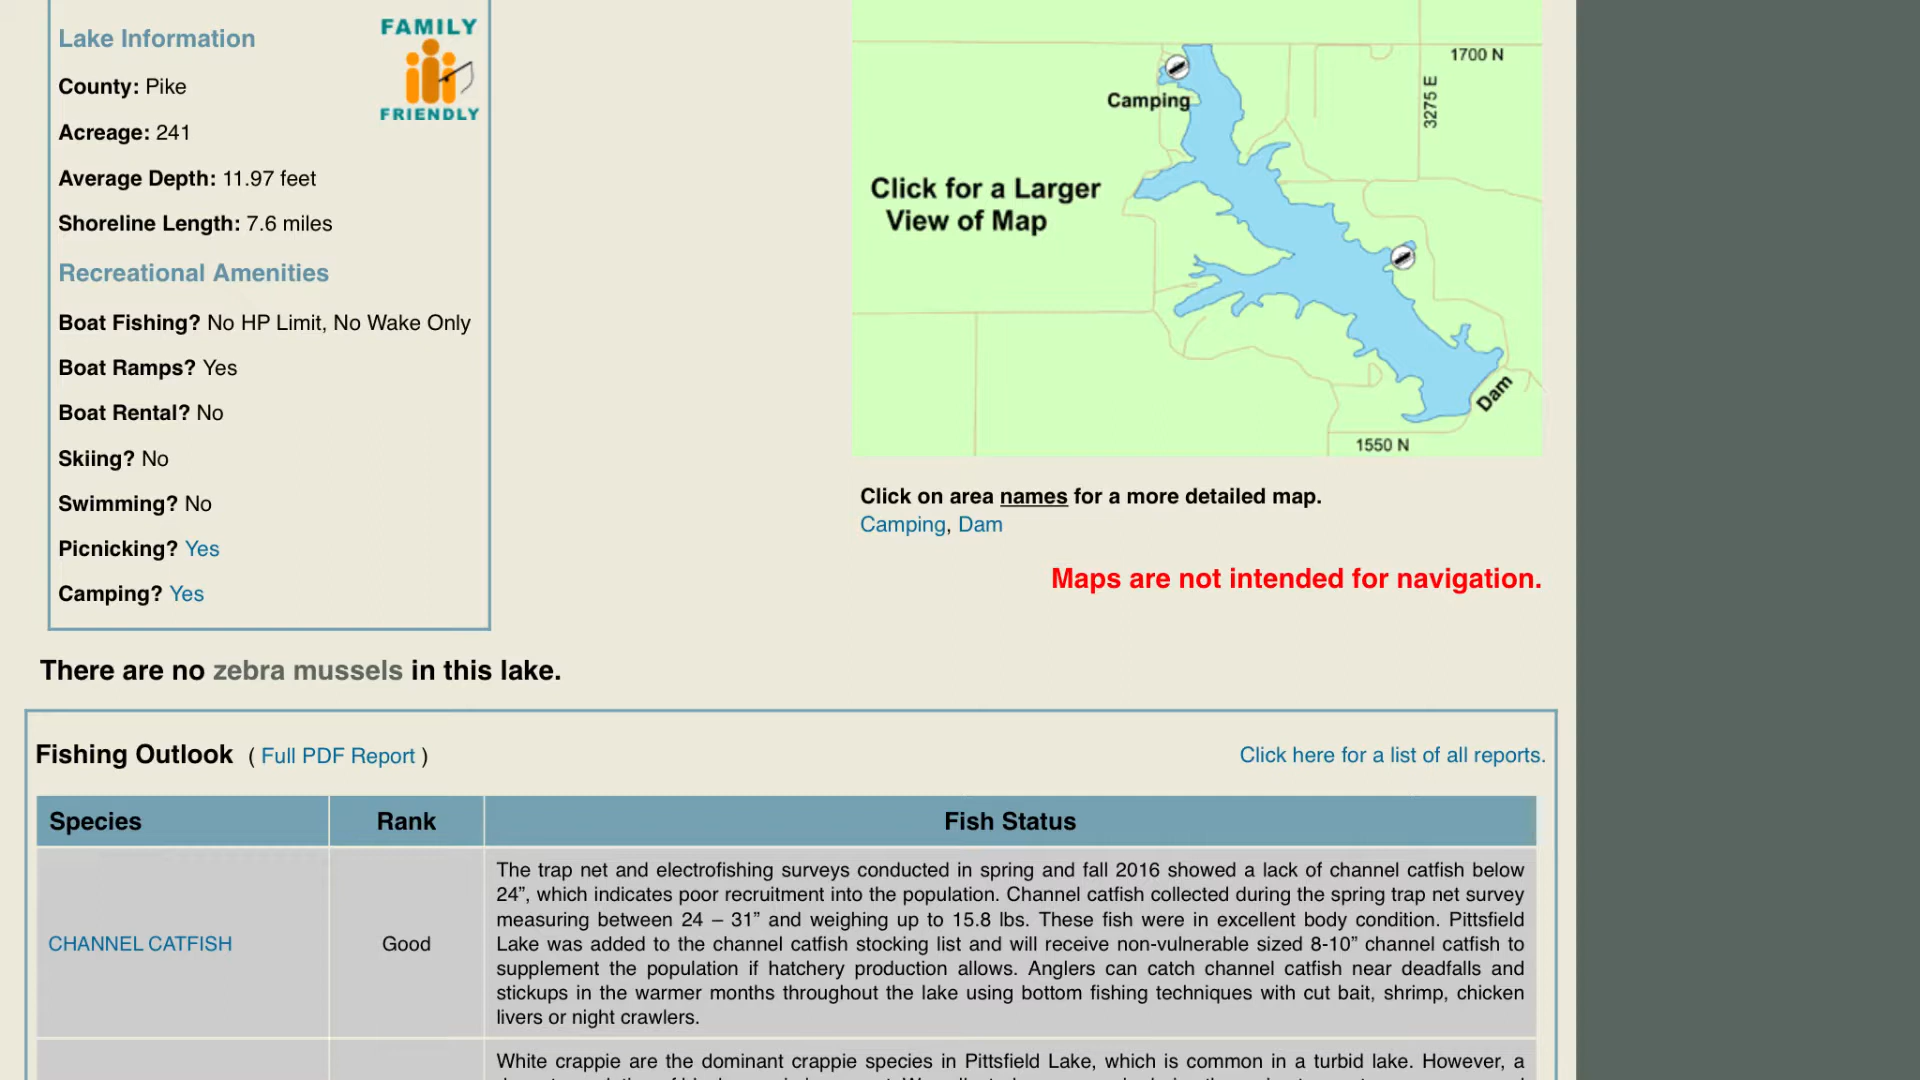 Lake Information
FAMILY
FRIENDLY
County: Pike
Acreage: 241
Average Depth: 11.97 feet
Shoreline Length: 7.6 miles
Recreational Amenities
Boat Fishing? No HP Limit, No Wake Only
Boat Ramps? Yes
Boat Rental? No
Skiing? No
Swimming? No
Picnicking? Yes
Camping? Yes
1700 N
3275 E
Camping
Click for a Larger
View of Map
Dam
1550 N
Click on area names for a more detailed map.
Camping, Dam
Maps are not intended for navigation.
There are no zebra mussels in this lake.
Fishing Outlook ( Full PDF Report )
Click here for a list of all reports.
Species Rank Fish Status
CHANNEL CATFISH
Good
The trap net and electrofishing surveys conducted in spring and fall 2016 showed a lack of channel catfish below
24”, which indicates poor recruitment into the population. Channel catfish collected during the spring trap net survey
measuring between 24 – 31” and weighing up to 15.8 lbs. These fish were in excellent body condition. Pittsfield
Lake was added to the channel catfish stocking list and will receive non-vulnerable sized 8-10” channel catfish to
supplement the population if hatchery production allows. Anglers can catch channel catfish near deadfalls and
stickups in the warmer months throughout the lake using bottom fishing techniques with cut bait, shrimp, chicken
livers or night crawlers.
White crappie are the dominant crappie species in Pittsfield Lake, which is common in a turbid lake. However, a